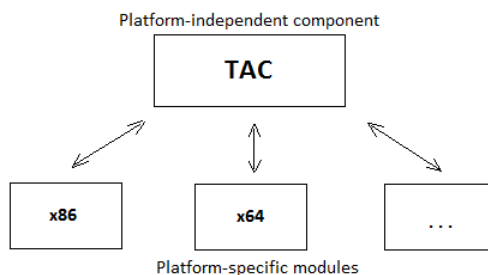 Platform-independent component
TAC
x86
x64
...
Platform-specific modules